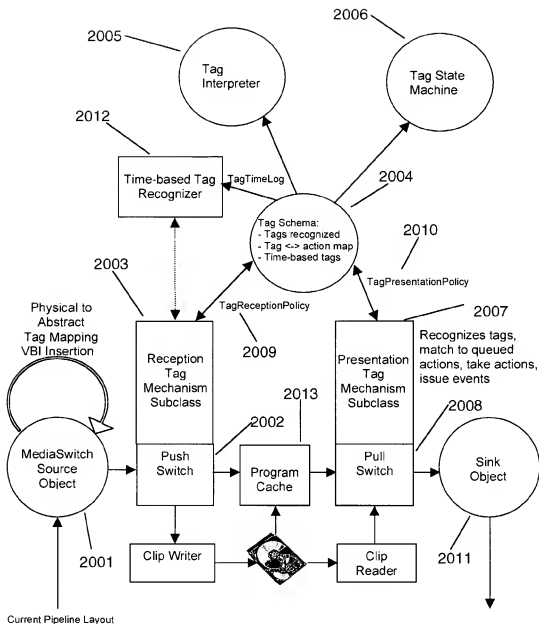 2005
2006
Tag
Interpreter
Tag State
Machine
2012
Time-based Tag
Recognizer
TagTimeLog
2004
Tag Schema:
- Tags recognized
- Tag <-> action map
- Time-based tags
2010
TagPresentationPolicy
2003
TagReceptionPolicy
2009
2007
Physical to
Abstract
Tag Mapping
VBI Insertion
Reception
Tag
Mechanism
Subclass
Presentation
Tag
Mechanism
Subclass
Recognizes tags,
match to queued
actions, take actions,
issue events
2013
2002
2008
MediaSwitch
Source
Object
Push
Switch
Program
Cache
Pull
Switch
Sink
Object
2001
Clip Writer
Clip
Reader
2011
Current Pipeline Layout